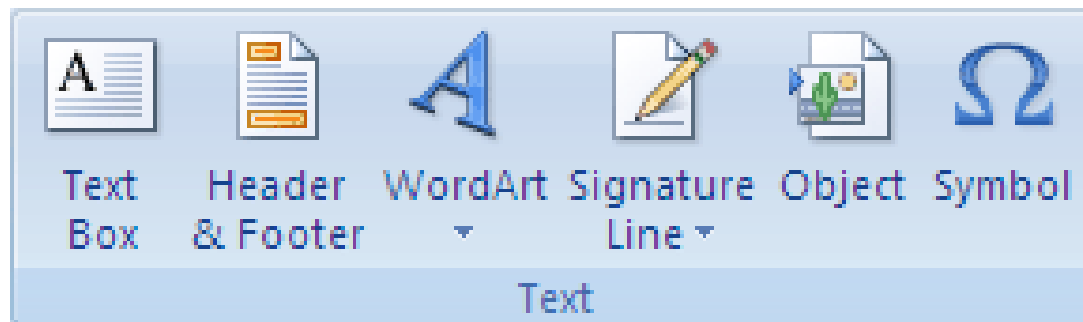 A
Text Box
Header & Footer
WordArt
Signature Line
Object
Symbol
Ω
Text